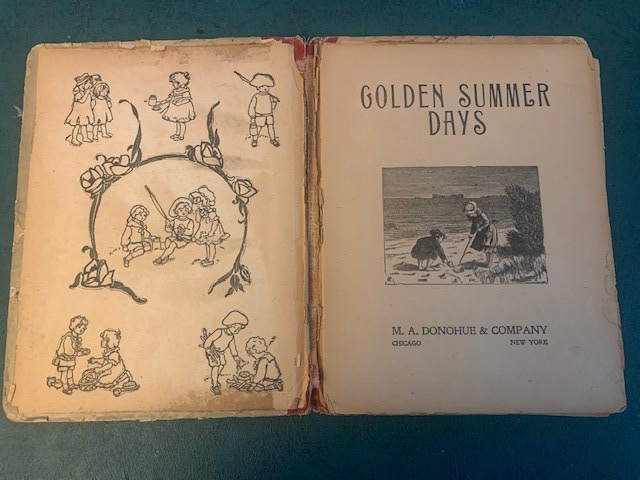 GOLDEN SUMMER
DAYS
M. A. DONOHUE & COMPANY
CHICAGO NEW YORK